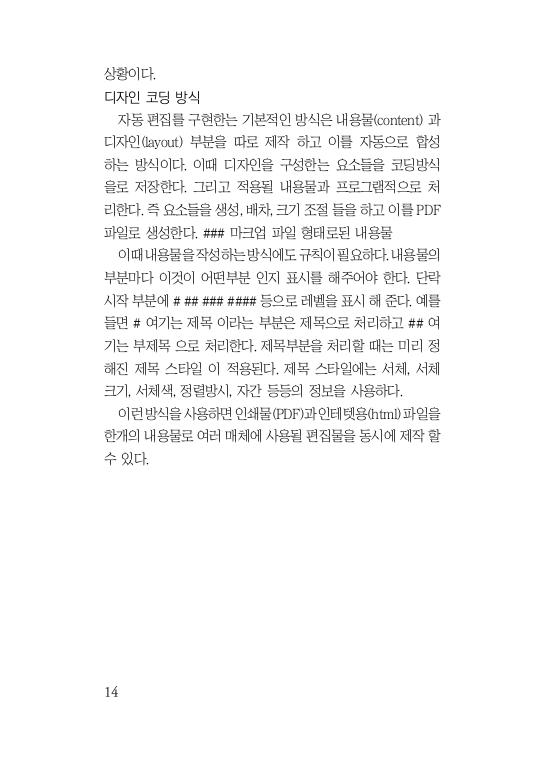 상황이다.
디자인 코딩 방식
자동 편집를 구현한는 기본적인 방식은 내용물(content) 과
디자인(layout) 부분을 따로 제작 하고 이를 자동으로 합성
하는 방식이다. 이때 디자인을 구성한는 요소들을 코딩방식
을로 저장한다. 그리고 적용될 내용물과 프로그램적으로 처
리한다. 즉 요소들을 생성, 배차, 크기 조절 들을 하고 이를 PDF
파일로 생성한다. ### 마크업 파일 형태로된 내용물
이때 내용물을 작성 하는 방식에도 규칙이 필요하다. 내용물의
부분마다 이것이 어떤부분 인지 표시를 해주어야 한다. 단락
시작 부분에 # ## ### #### 등으로 레벨을 표시 해 준다. 예를
들면 # 여기는 제목 이라는 부분은 제목으로 처리하고 ## 여
기는 부제목 으로 처리한다. 제목부분을 처리할 때는 미리 정
해진 제목 스타일 이 적용된다. 제목 스타일에는 서체, 서체
크기, 서체색, 정렬방시, 자간 등등의 정보을 사용하다.
이런 방식을 사용하면 인쇄물(PDF)과 인테텟용(html) 파일을
한개의 내용물로 여러 매체에 사용될 편집물을 동시에 제작 할
수 있다.
14